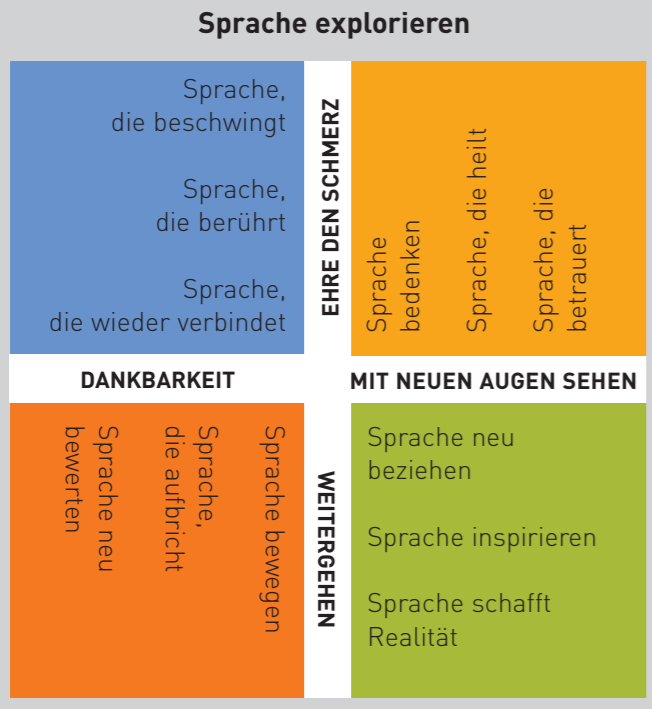 Sprache explorieren
Sprache,
die beschwingt
Sprache,
die berührt
Sprache,
die wieder verbindet
EHRE DEN SCHMERZ
Sprache
bedenken
Sprache, die heilt
Sprache, die
betrauert
DANKBARKEIT
MIT NEUEN AUGEN SEHEN
Sprache bewegen
Sprache,
die aufbricht
Sprache neu
bewerten
WEITERGEHEN
Sprache neu
beziehen
Sprache inspirieren
Sprache schafft
Realität